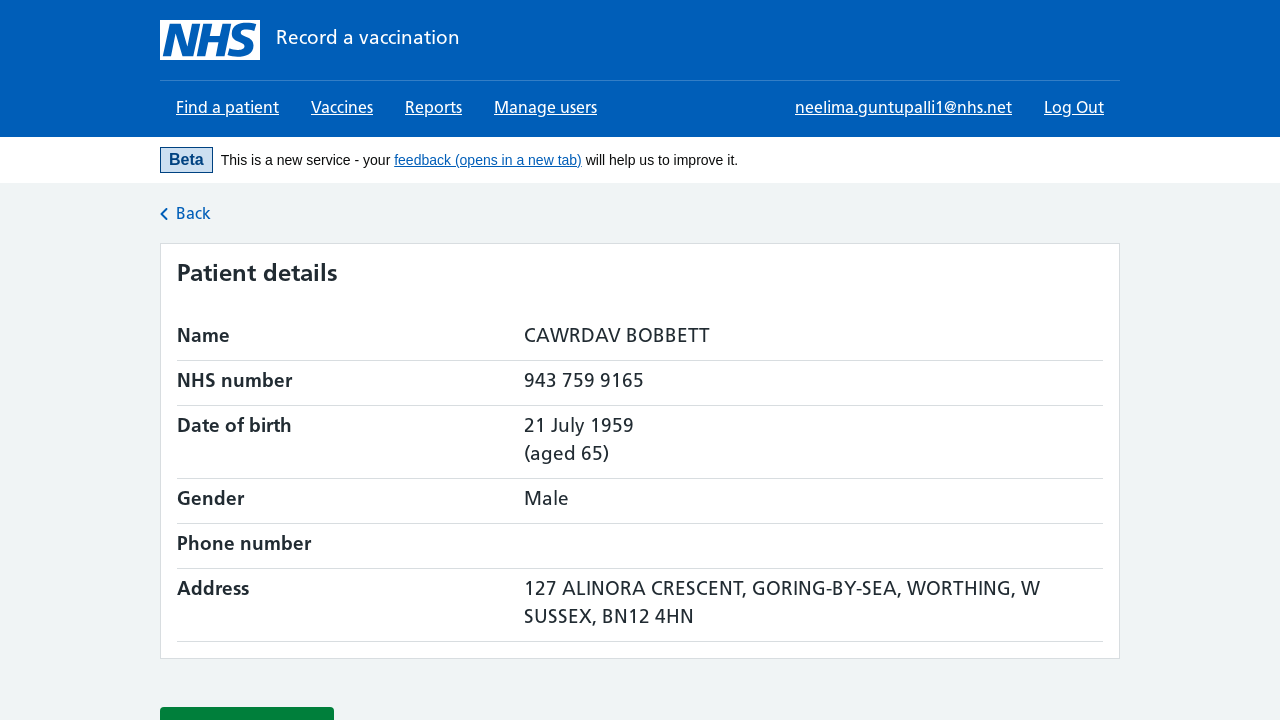 NHS Record a vaccination
Find a patient Vaccines Reports Manage users neelima.guntupalli1@nhs.net Log Out
Beta This is a new service - your feedback (opens in a new tab) will help us to improve it.
Back
Patient details
Name CAWRDAV BOBBETT
NHS number 943 759 9165
Date of birth 21 July 1959
(aged 65)
Gender Male
Phone number
Address 127 ALINORA CRESCENT, GORING-BY-SEA, WORTHING, W
SUSSEX, BN12 4HN